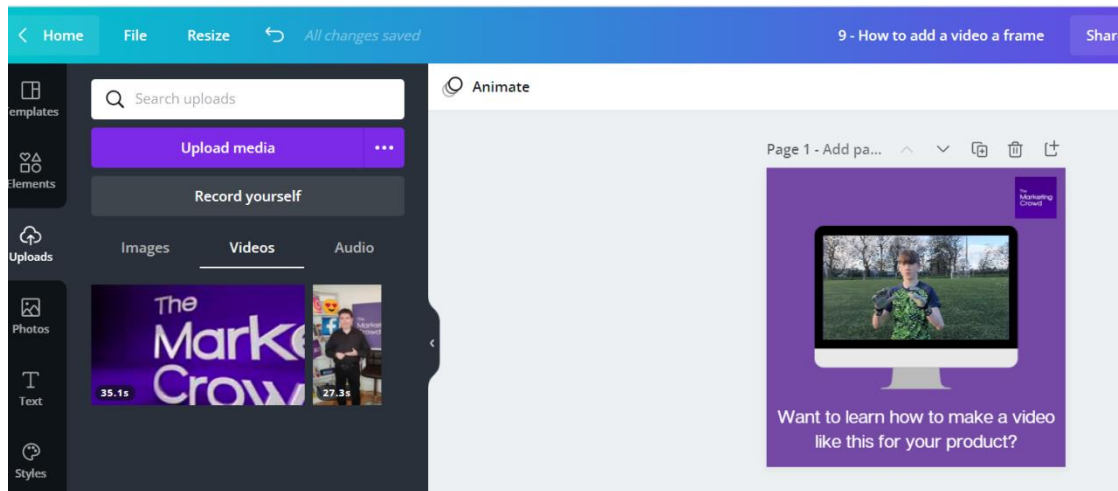 Home File Resize All changes saved 9 - How to add a video a frame Shar
emplates
Elements
Uploads
Photos
Text
Styles
Search uploads
Upload media
Record yourself
Images Videos Audio
The
Marke
Crow
35.1s
27.3s
Animate
Page 1 - Add pa...
The
Marketing
Crowd
Want to learn how to make a video
like this for your product?